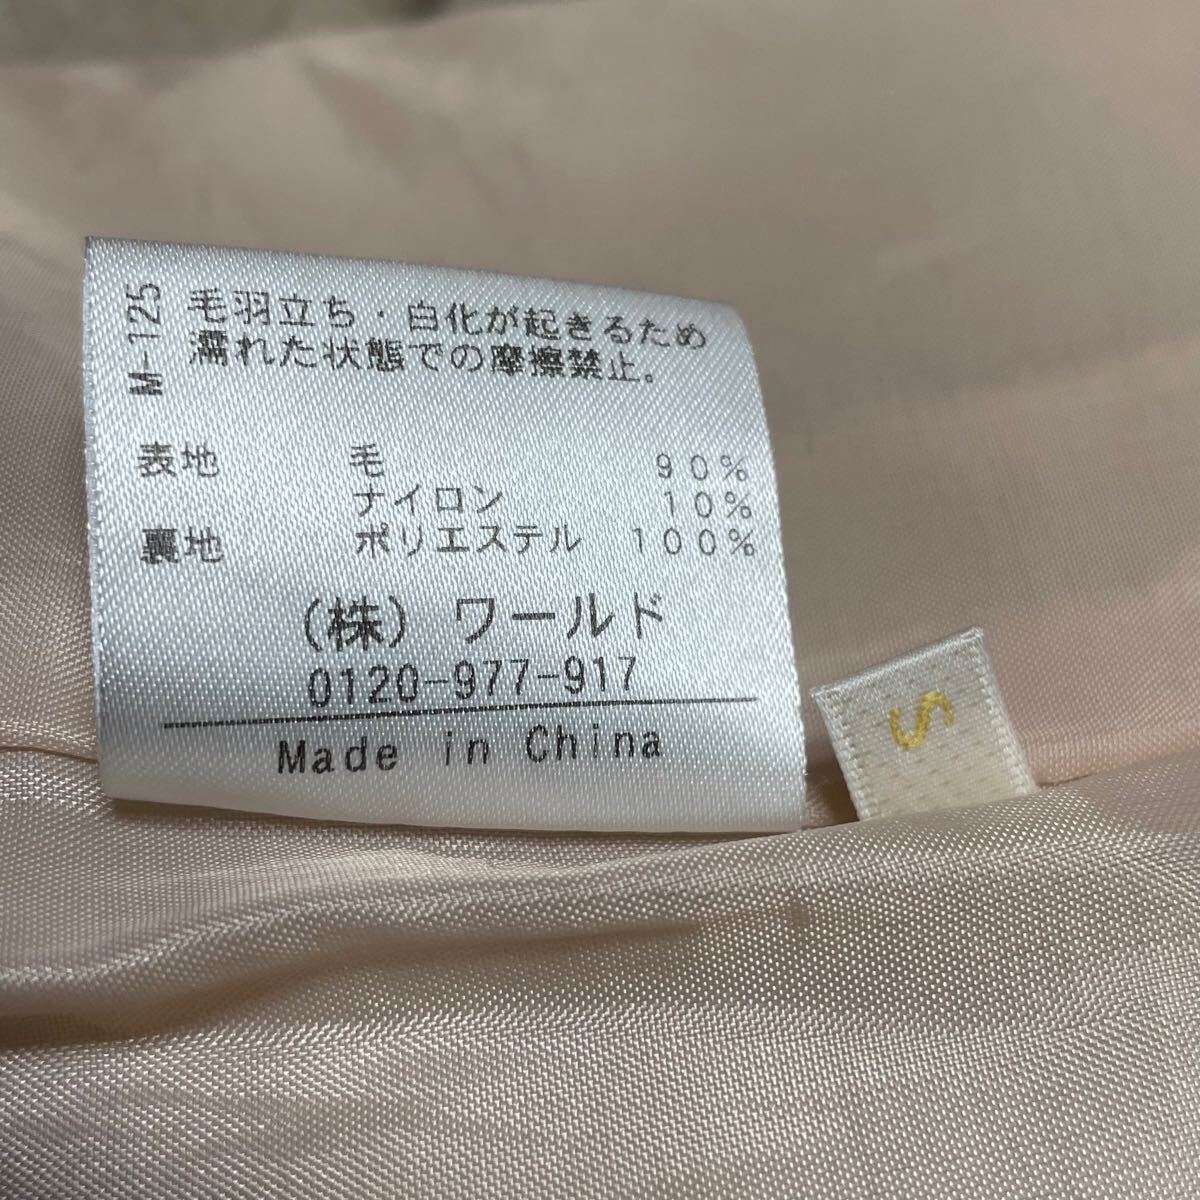 M-125
毛羽立ち・白化が起きるため
濡れた状態での摩擦禁止。
表地 毛 90%
ナイロン 10%
裏地 ポリエステル 100%
(株) ワールド
0120-977-917
Made in China
S